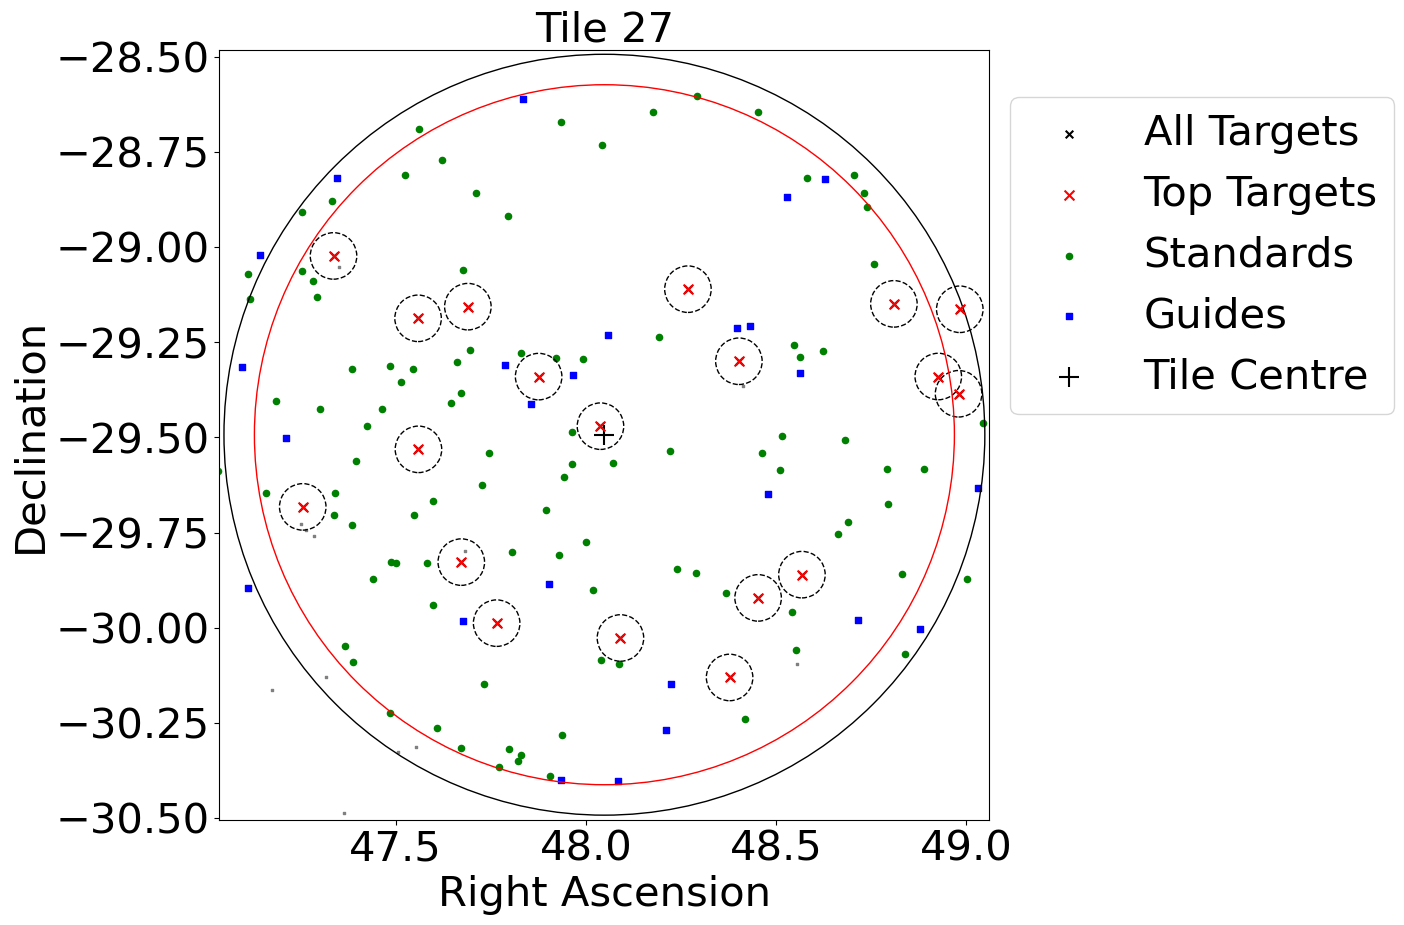 Tile 27
Declination
−28.50
−28.75
−29.00
−29.25
−29.50
−29.75
−30.00
−30.25
−30.50
47.5 48.0 48.5 49.0
Right Ascension
All Targets
Top Targets
Standards
Guides
Tile Centre